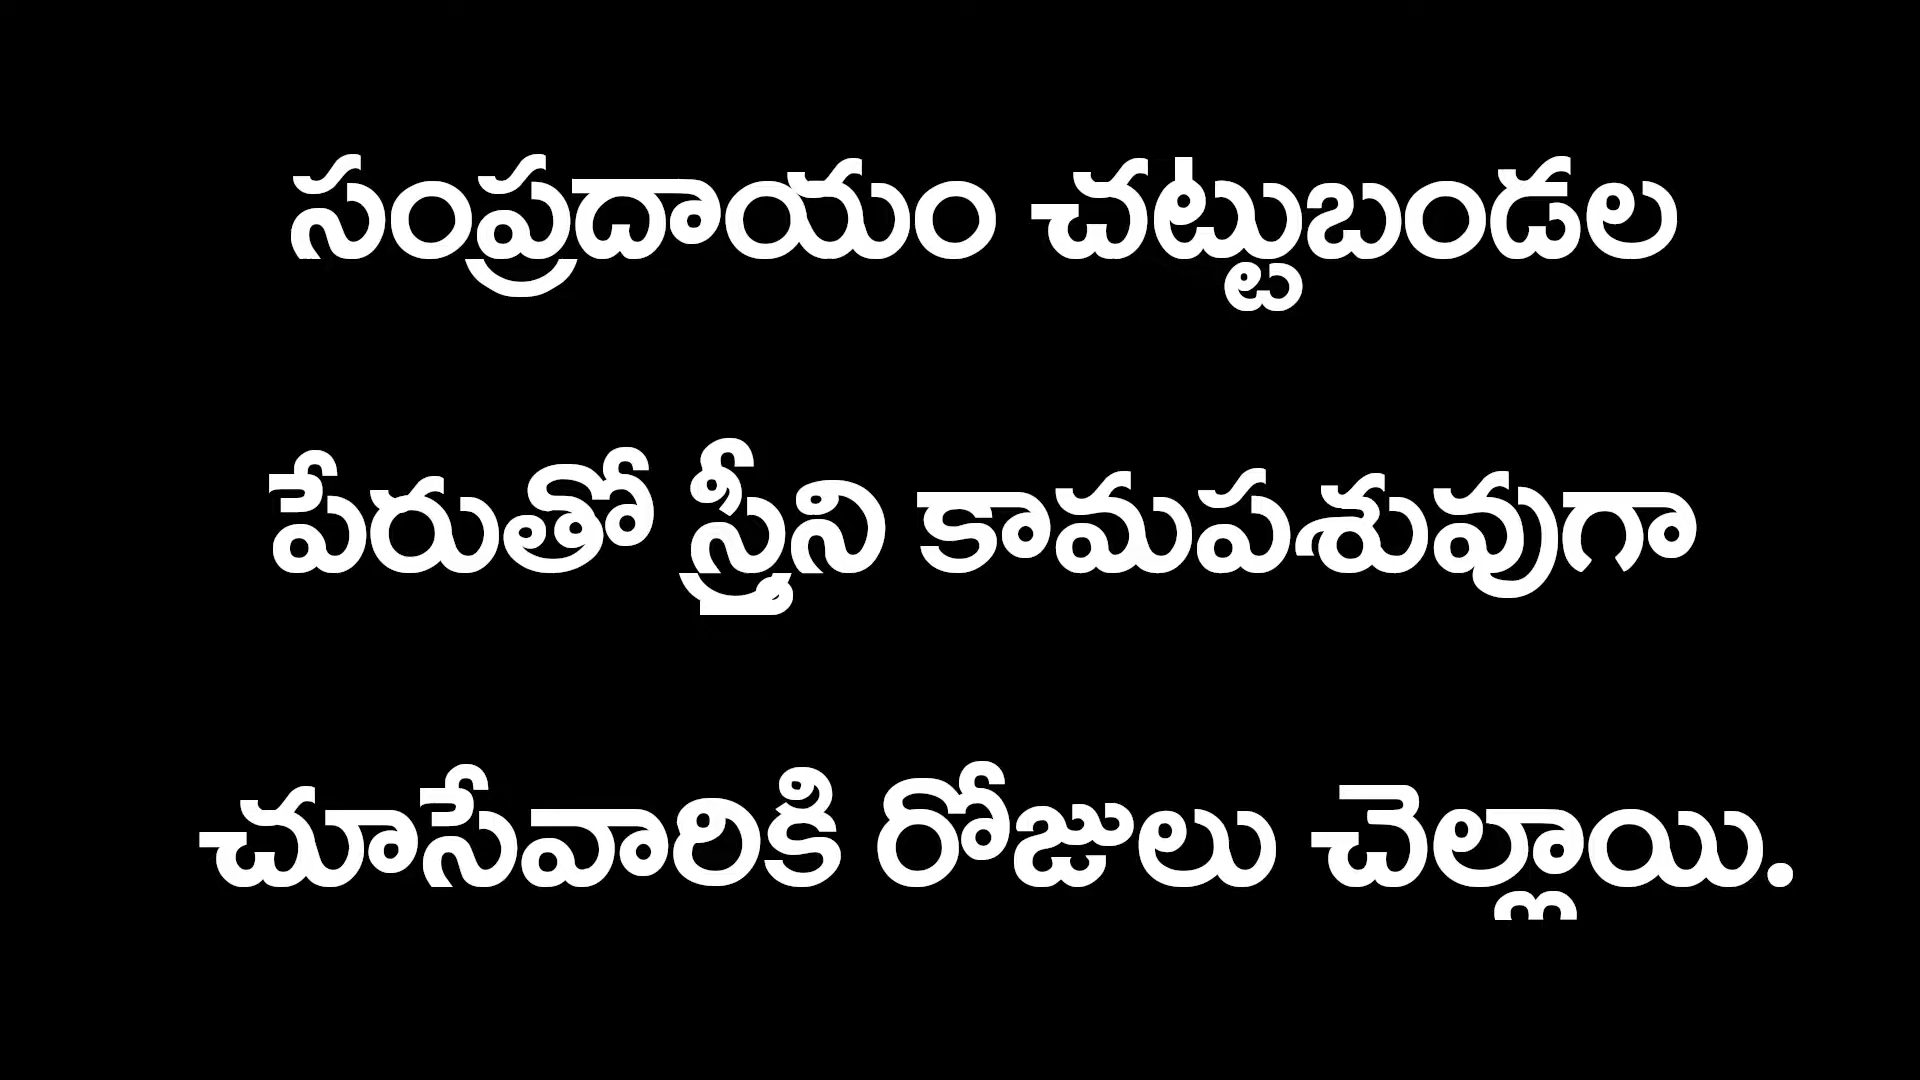 సంప్రదాయం చట్టుబండల
పేరుతో స్త్రీని కామపశువుగా
చూసేవారికి రోజులు చెల్లాయి.